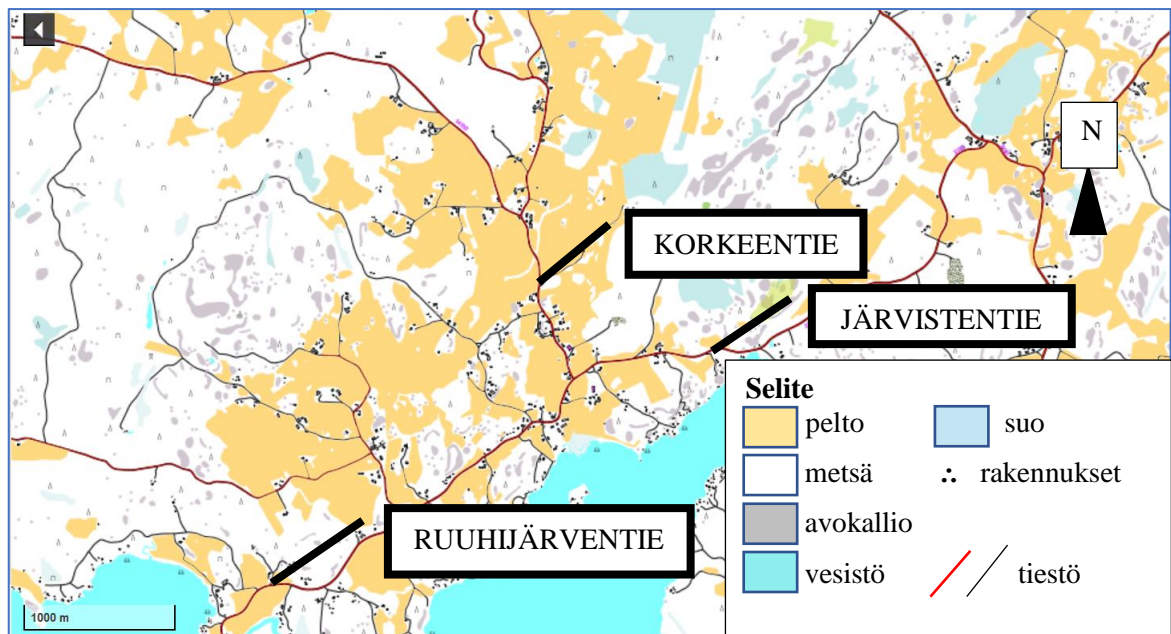 N
KORKEENTIE
JÄRVISTENTIE
RUUHIJÄRVENTIE
Selite
pelto
suo
metsä
rakennukset
avokallio
vesistö
tiestö
1000 m